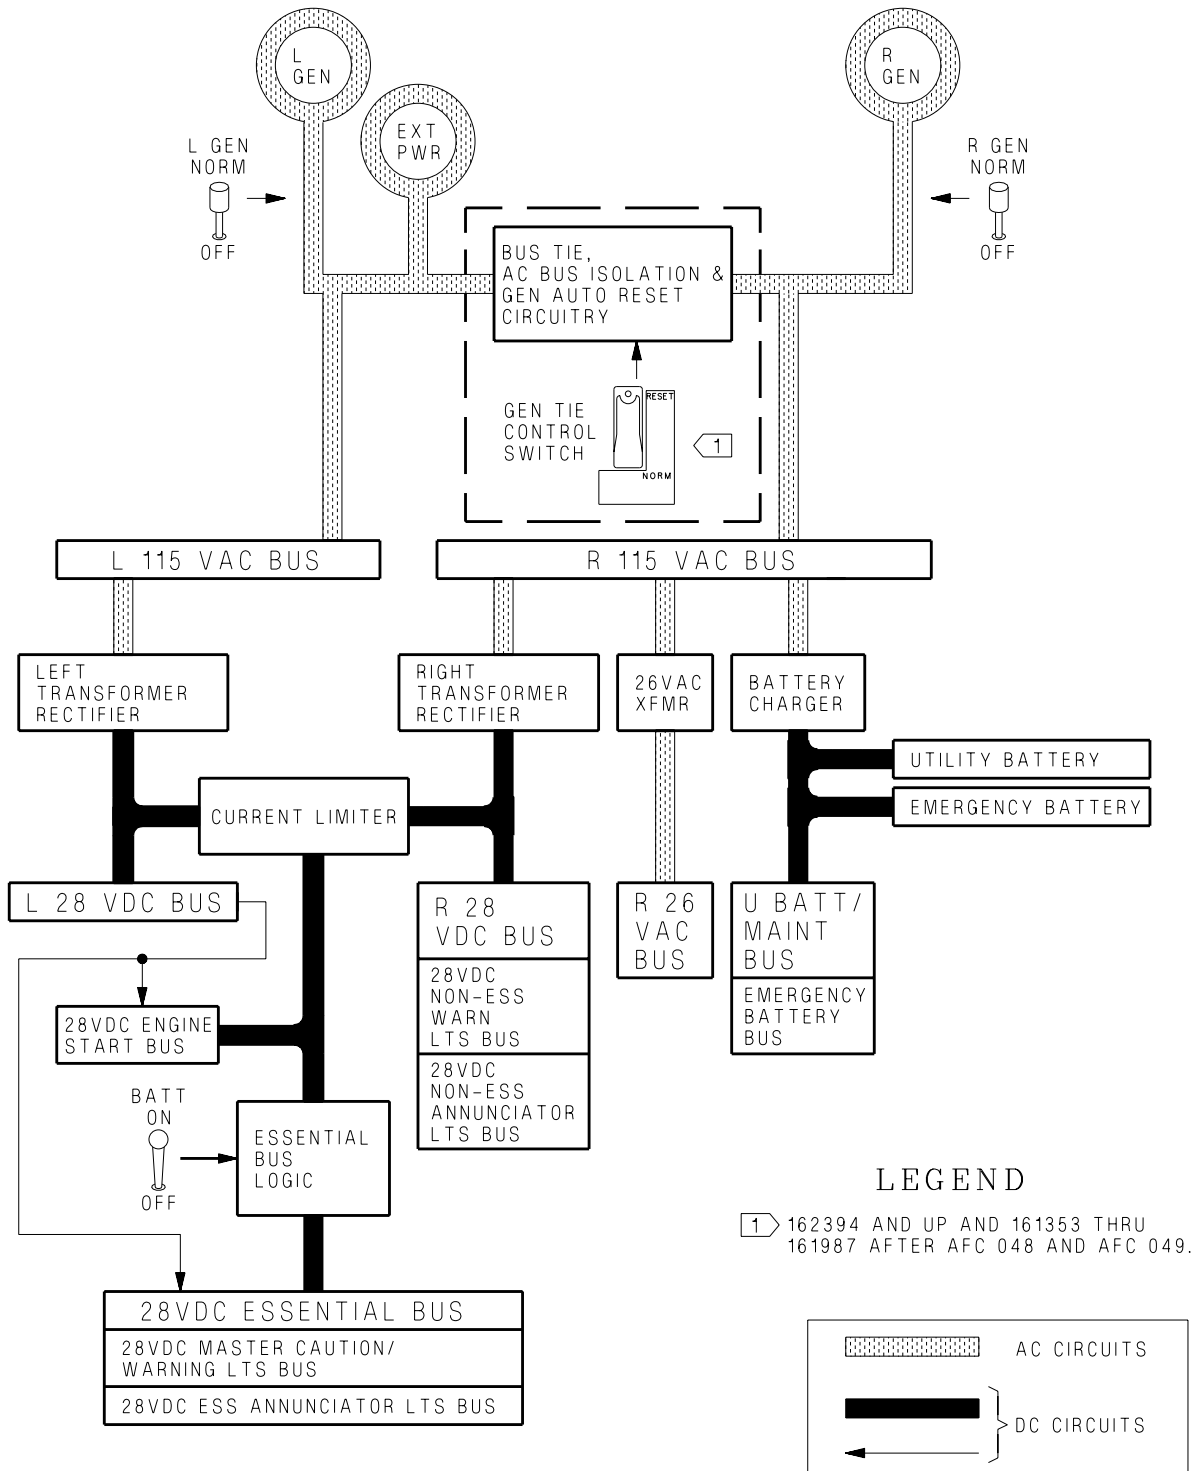 L
GEN
R
GEN
EXT
PWR
L GEN
NORM
OFF
R GEN
NORM
OFF
BUS TIE,
AC BUS ISOLATION &
GEN AUTO RESET
CIRCUITRY
GEN TIE
CONTROL
SWITCH
RESET
NORM
1
L 115 VAC BUS
R 115 VAC BUS
LEFT
TRANSFORMER
RECTIFIER
RIGHT
TRANSFORMER
RECTIFIER
26VAC
XFMR
BATTERY
CHARGER
UTILITY BATTERY
EMERGENCY BATTERY
CURRENT LIMITER
L 28 VDC BUS
R 28
VDC BUS
28VDC
NON-ESS
WARN
LTS BUS
28VDC
NON-ESS
ANNUNCIATOR
LTS BUS
R 26
VAC
BUS
U BATT/
MAINT
BUS
EMERGENCY
BATTERY
BUS
28VDC ENGINE
START BUS
BATT
ON
OFF
ESSENTIAL
BUS
LOGIC
28VDC ESSENTIAL BUS
28VDC MASTER CAUTION/
WARNING LTS BUS
28VDC ESS ANNUNCIATOR LTS BUS
LEGEND
1 162394 AND UP AND 161353 THRU
161987 AFTER AFC 048 AND AFC 049.
AC CIRCUITS
DC CIRCUITS